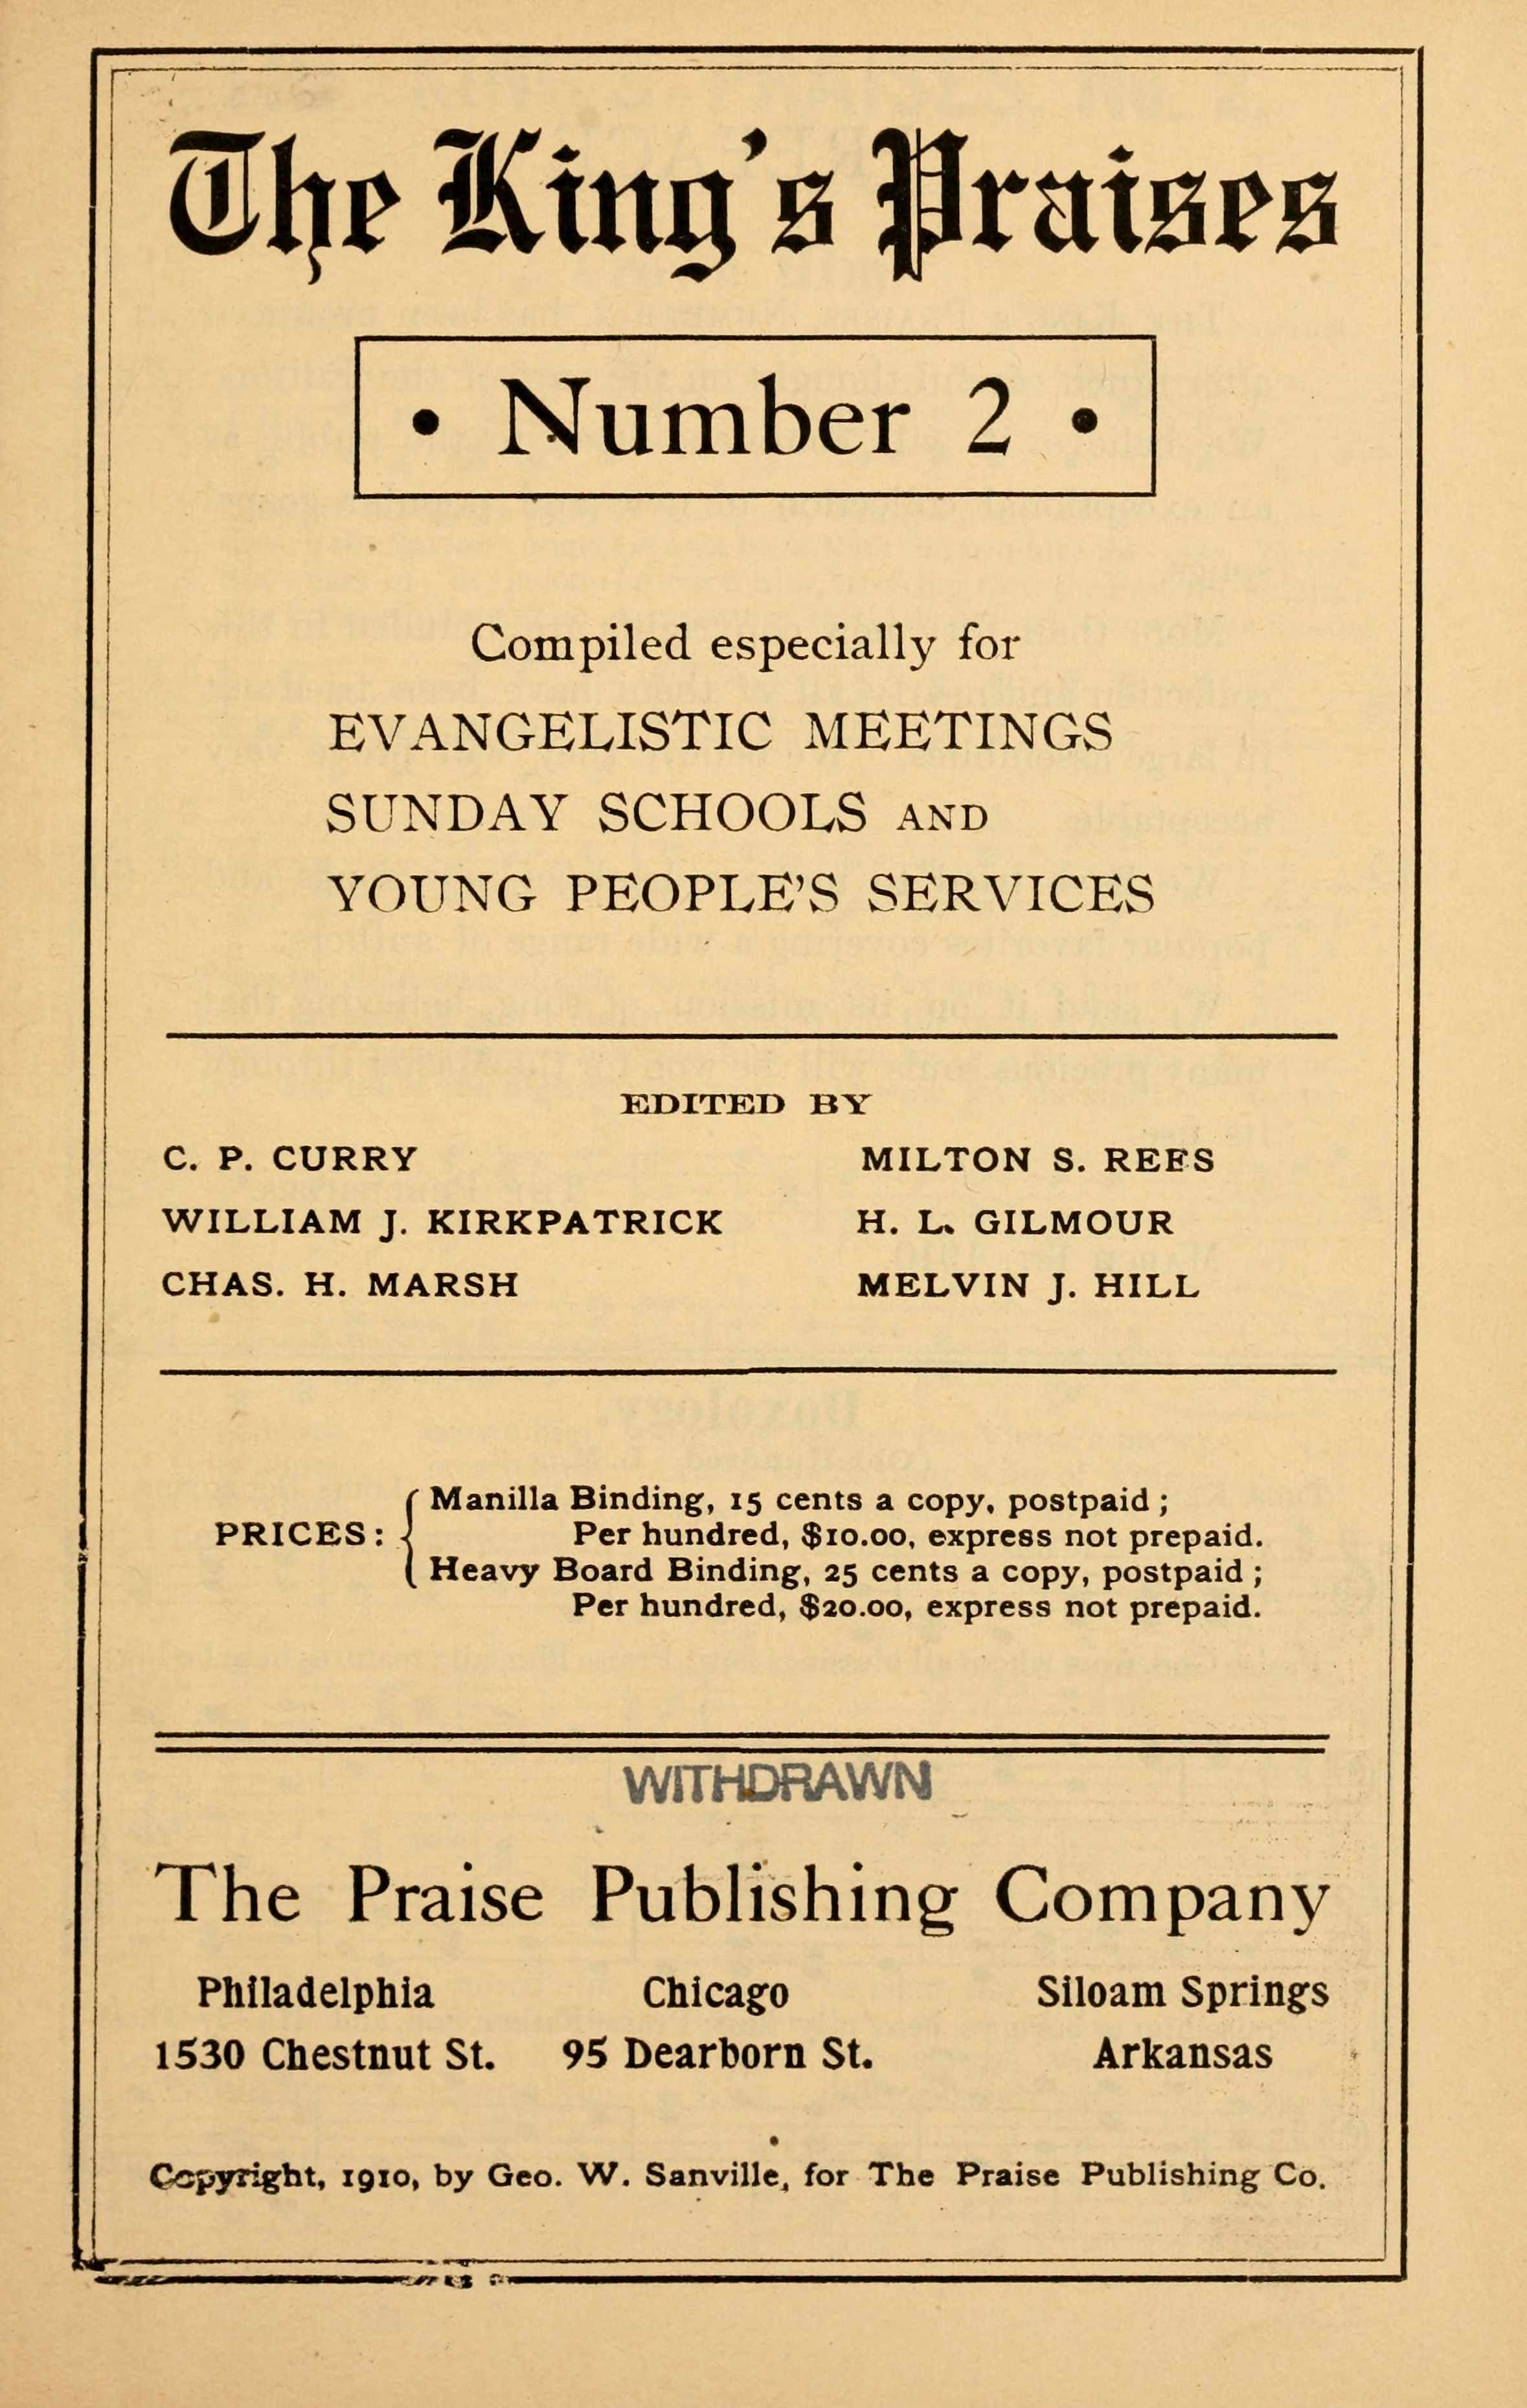 The King's Praises
• Number 2 •
Compiled especially for
EVANGELISTIC MEETINGS
SUNDAY SCHOOLS AND
YOUNG PEOPLE'S SERVICES
EDITED BY
C. P. CURRY MILTON S. REES
WILLIAM J. KIRKPATRICK H. L. GILMOUR
CHAS. H. MARSH MELVIN J. HILL
Manilla Binding, 15 cents a copy, postpaid;
PRICES: Per hundred, $10.00, express not prepaid.
Heavy Board Binding, 25 cents a copy, postpaid;
Per hundred, $20.00, express not prepaid.
WITHDRAWN
The Praise Publishing Company
Philadelphia Chicago Siloam Springs
1530 Chestnut St. 95 Dearborn St. Arkansas
Copyright, 1910, by Geo. W. Sanville, for The Praise Publishing Co.